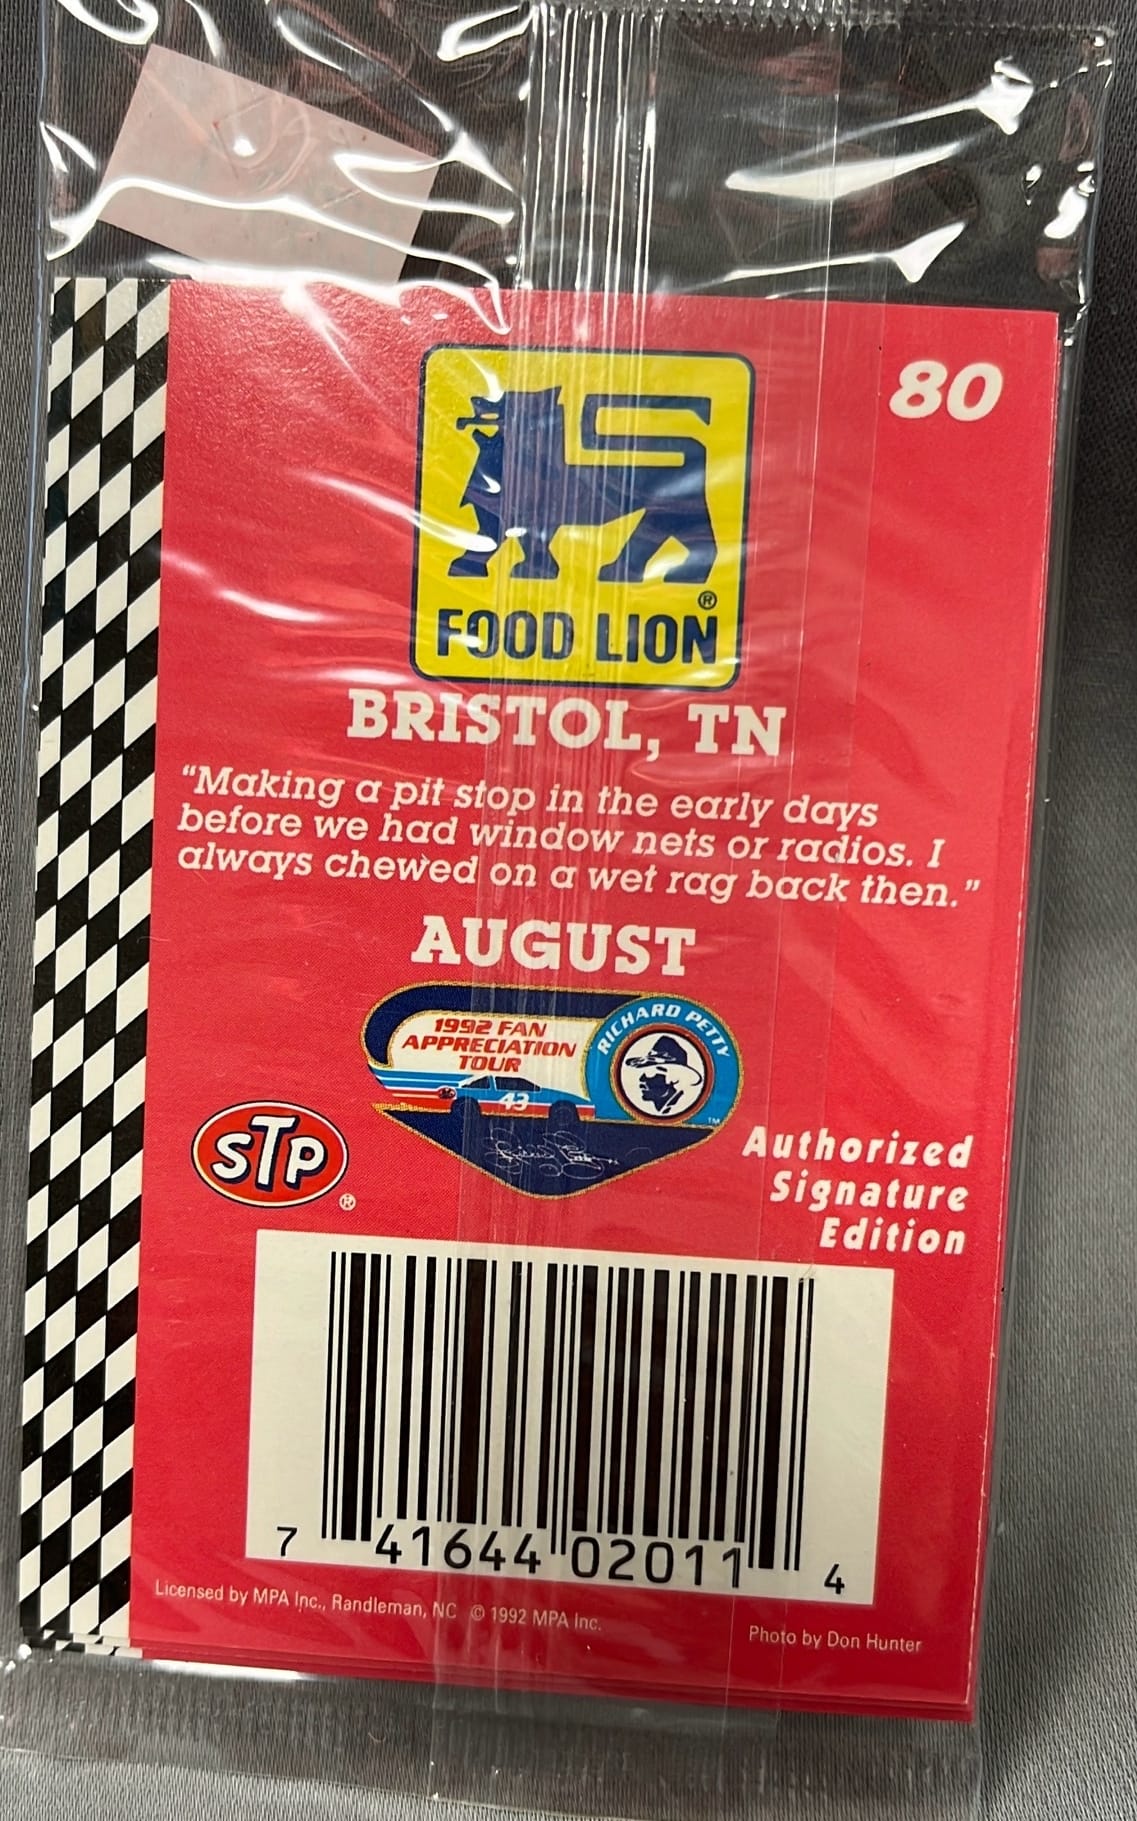 80
FOOD LION®
BRISTOL, TN
“Making a pit stop in the early days
before we had window nets or radios. I
always chewed on a wet rag back then.”
AUGUST
1992 FAN
APPRECIATION
TOUR
RICHARD PETTY
43
TM
STP®
Authorized
Signature
Edition
7 41644 02011 4
Licensed by MPA Inc., Randleman, NC © 1992 MPA Inc.
Photo by Don Hunter